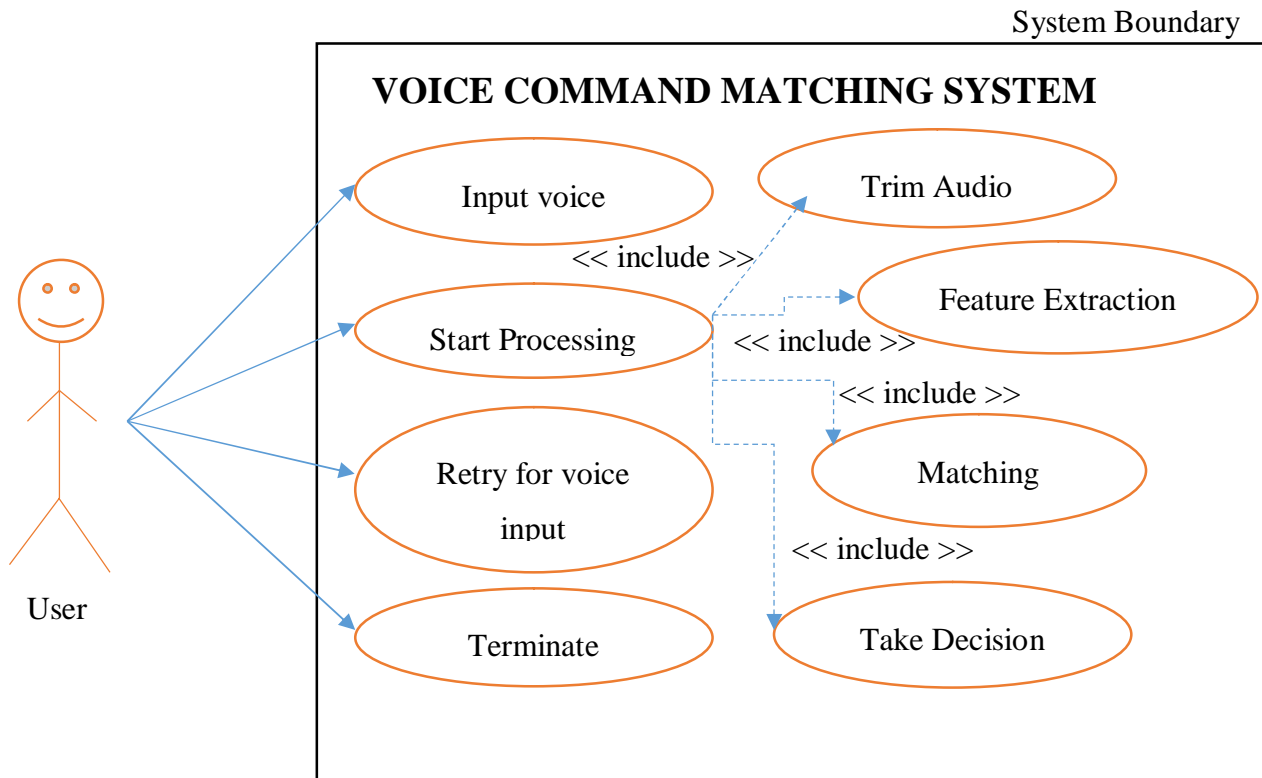 System Boundary
VOICE COMMAND MATCHING SYSTEM
Input voice
Trim Audio
<< include >>
Feature Extraction
Start Processing
<< include >>
<< include >>
Retry for voice
input
Matching
<< include >>
User
Terminate
Take Decision